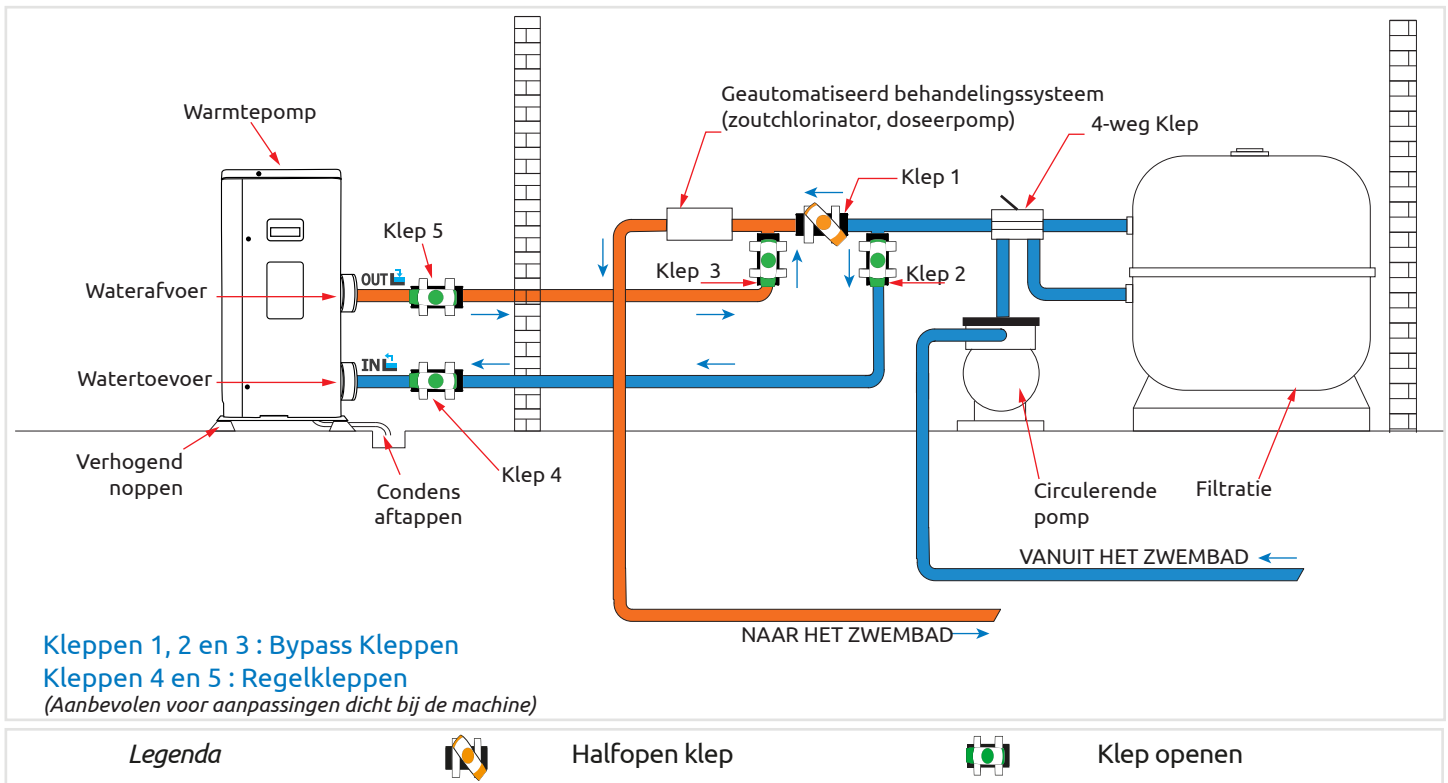 Warmtepomp
Geautomatiseerd behandelingssysteem
(zoutchlorinator, doseerpomp)
4-weg Klep
Klep 1
Klep 5
Klep 3
Klep 2
OUT
Waterafvoer
IN
Watertoevoer
Klep 4
Verhogend
noppen
Condens
aftappen
Circulerende
pomp
Filtratie
VANUIT HET ZWEMBAD
NAAR HET ZWEMBAD
Kleppen 1, 2 en 3 : Bypass Kleppen
Kleppen 4 en 5 : Regelkleppen
(Aanbevolen voor aanpassingen dicht bij de machine)
Legenda
Halfopen klep
Klep openen